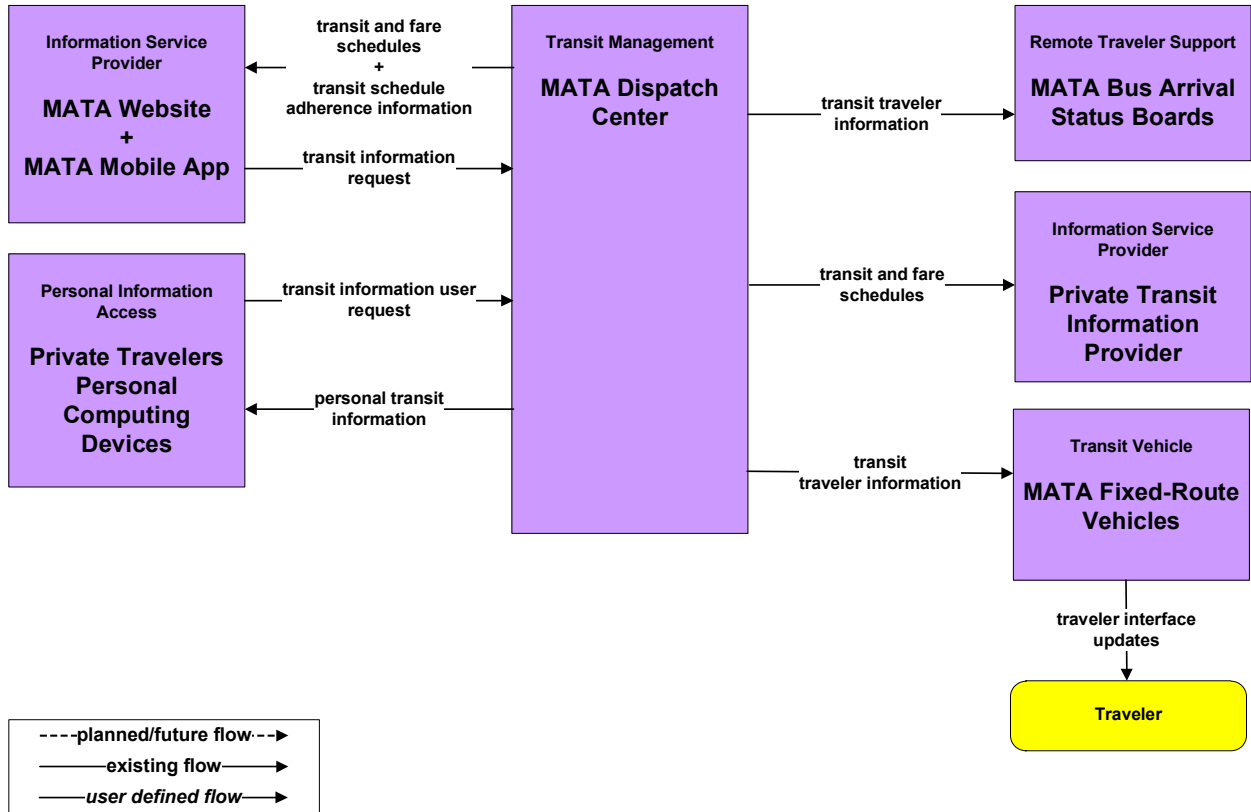 Information Service
Provider
MATA Website
+
MATA Mobile App
transit and fare
schedules
+
transit schedule
adherence information
transit information
request
Personal Information
Access
Private Travelers
Personal
Computing
Devices
transit information user
request
personal transit
information
Transit Management
MATA Dispatch
Center
transit traveler
information
Remote Traveler Support
MATA Bus Arrival
Status Boards
transit and fare
schedules
Information Service
Provider
Private Transit
Information
Provider
transit
traveler information
Transit Vehicle
MATA Fixed-Route
Vehicles
traveler interface
updates
Traveler
planned/future flow
existing flow
user defined flow